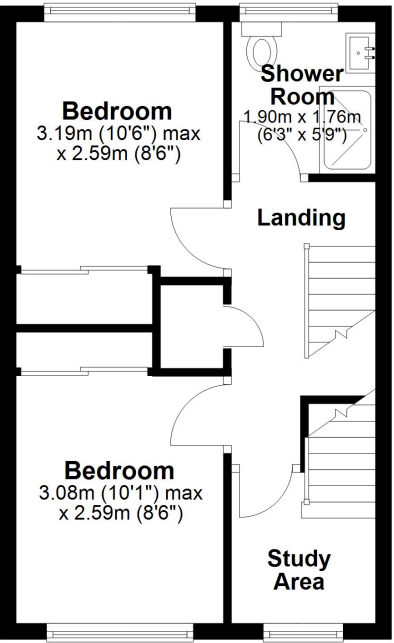 Bedroom
3.19m (10'6") max
x 2.59m (8'6")
Shower
Room
1.90m x 1.76m
(6'3" x 5'9")
Landing
Bedroom
3.08m (10'1") max
x 2.59m (8'6")
Study
Area